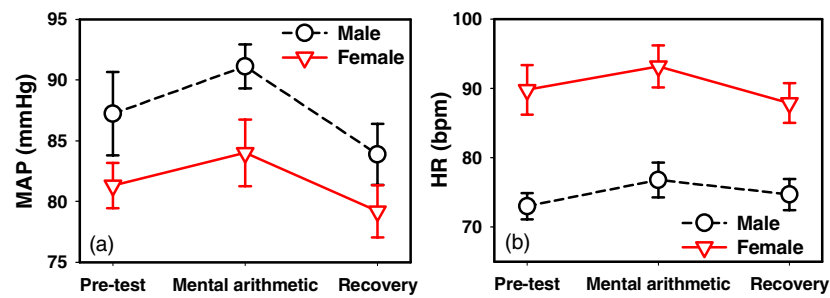 MAP (mmHg)
95
90
85
80
75
Male
Female
(a)
Pre-test Mental arithmetic Recovery
HR (bpm)
100
90
80
70
Male
Female
(b)
Pre-test Mental arithmetic Recovery